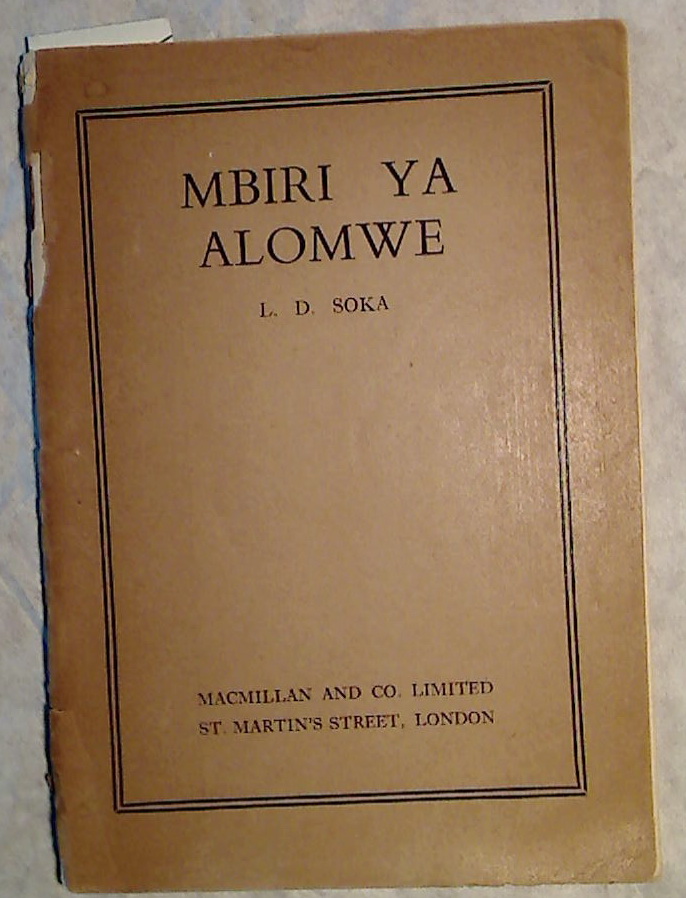 MBIRI YA
ALOMWE
L. D. SOKA
MACMILLAN AND CO. LIMITED
ST. MARTIN'S STREET, LONDON